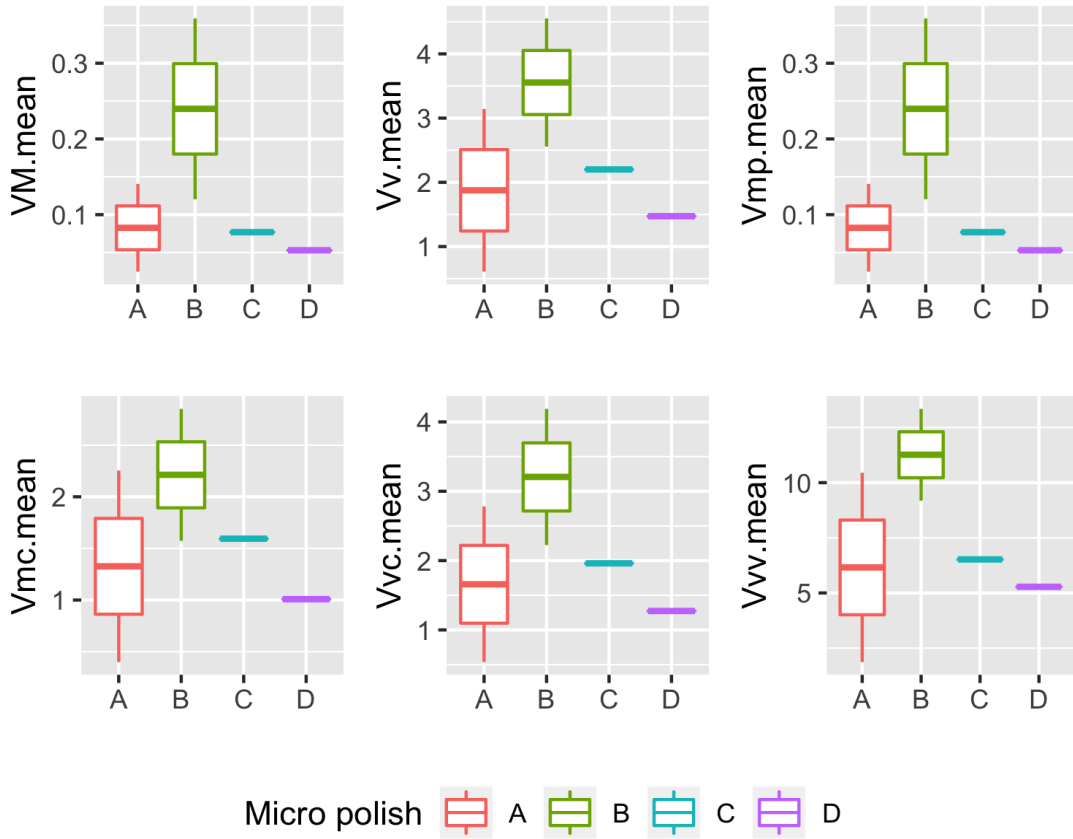 VM.mean
0.3
0.2
0.1
A B C D
Vv.mean
4
3
2
1
A B C D
Vmp.mean
0.3
0.2
0.1
A B C D
Vmc.mean
2
1
A B C D
Vvc.mean
4
3
2
1
A B C D
Vvv.mean
10
5
A B C D
Micro polish A B C D